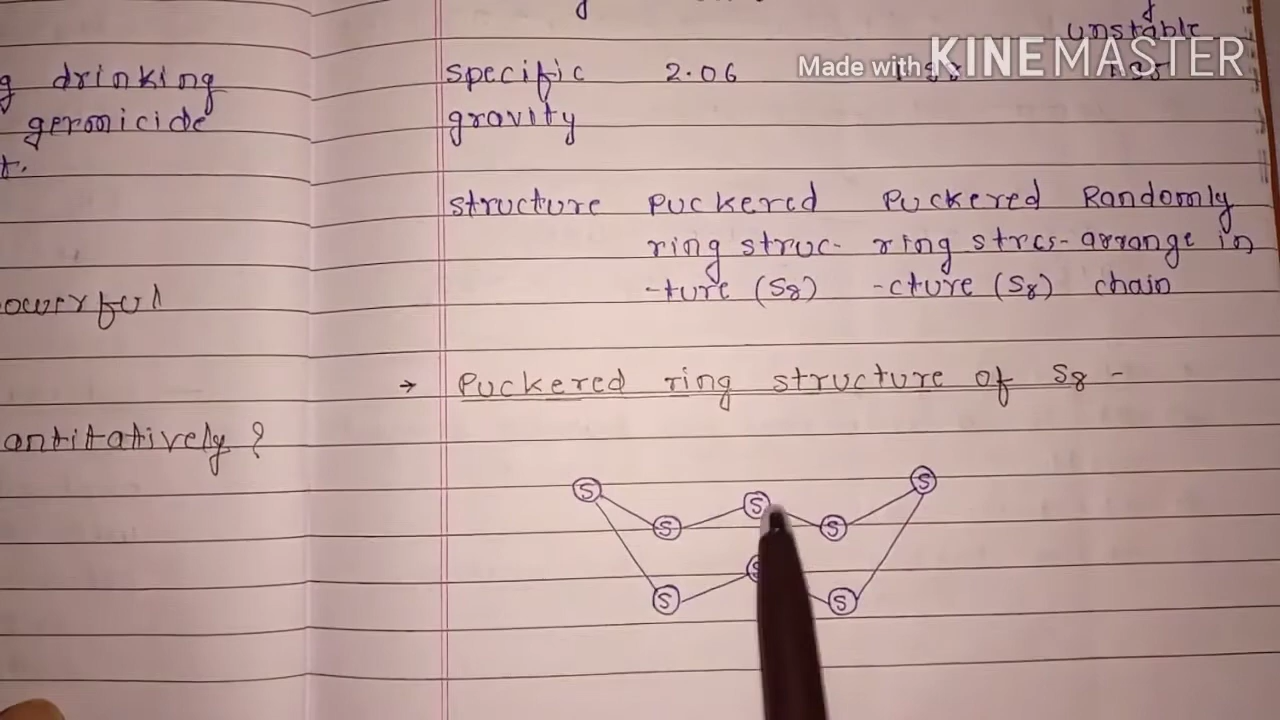 g drinking
germicide
t.
owerful
antitatively ?
unstable
specific 2.06
gravity
structure puckered puckered Randomly
ring struc- ring strcs- arrange in
-ture (S8) -cture (S8) chain
→ Puckered ring structure of S8 -
S S S S S
S S S
Made with KINEMASTER